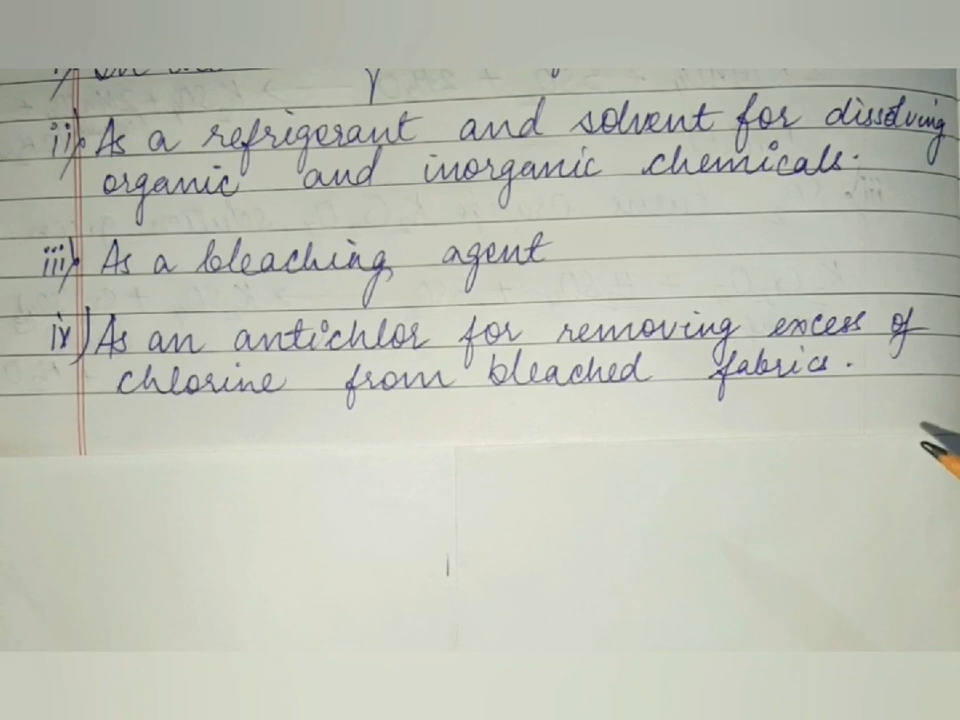 ii) As a refrigerant and solvent for dissolving
organic and inorganic chemicals.
iii) As a bleaching agent
iv) As an antichlor for removing excess of
chlorine from bleached fabrics.